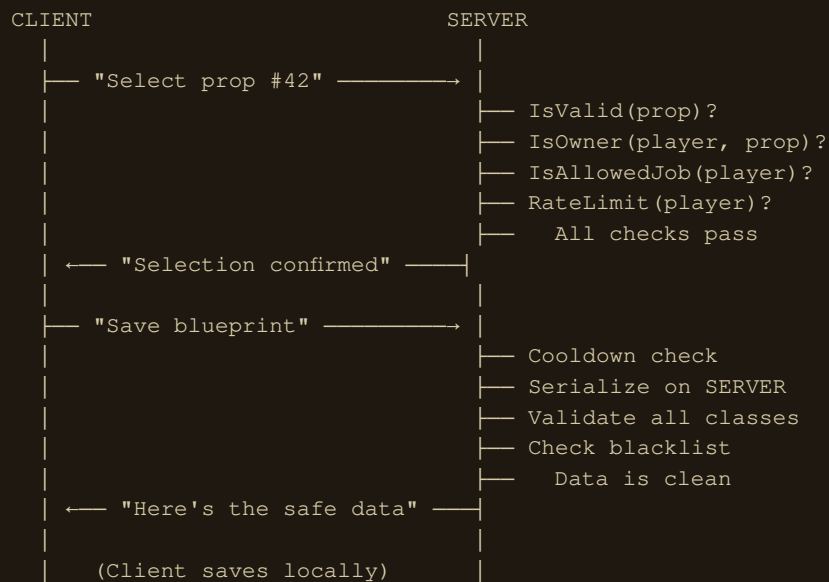 CLIENT SERVER
│ │
├── "Select prop #42" ─────────→ │
│ ├── IsValid(prop)?
│ ├── IsOwner(player, prop)?
│ ├── IsAllowedJob(player)?
│ ├── RateLimit(player)?
│ ├── All checks pass
│ ←── "Selection confirmed" ────┤
│ │
├── "Save blueprint" ──────────→ │
│ ├── Cooldown check
│ ├── Serialize on SERVER
│ ├── Validate all classes
│ ├── Check blacklist
│ ├── Data is clean
│ ←── "Here's the safe data" ───┤
│ │
│ (Client saves locally) │